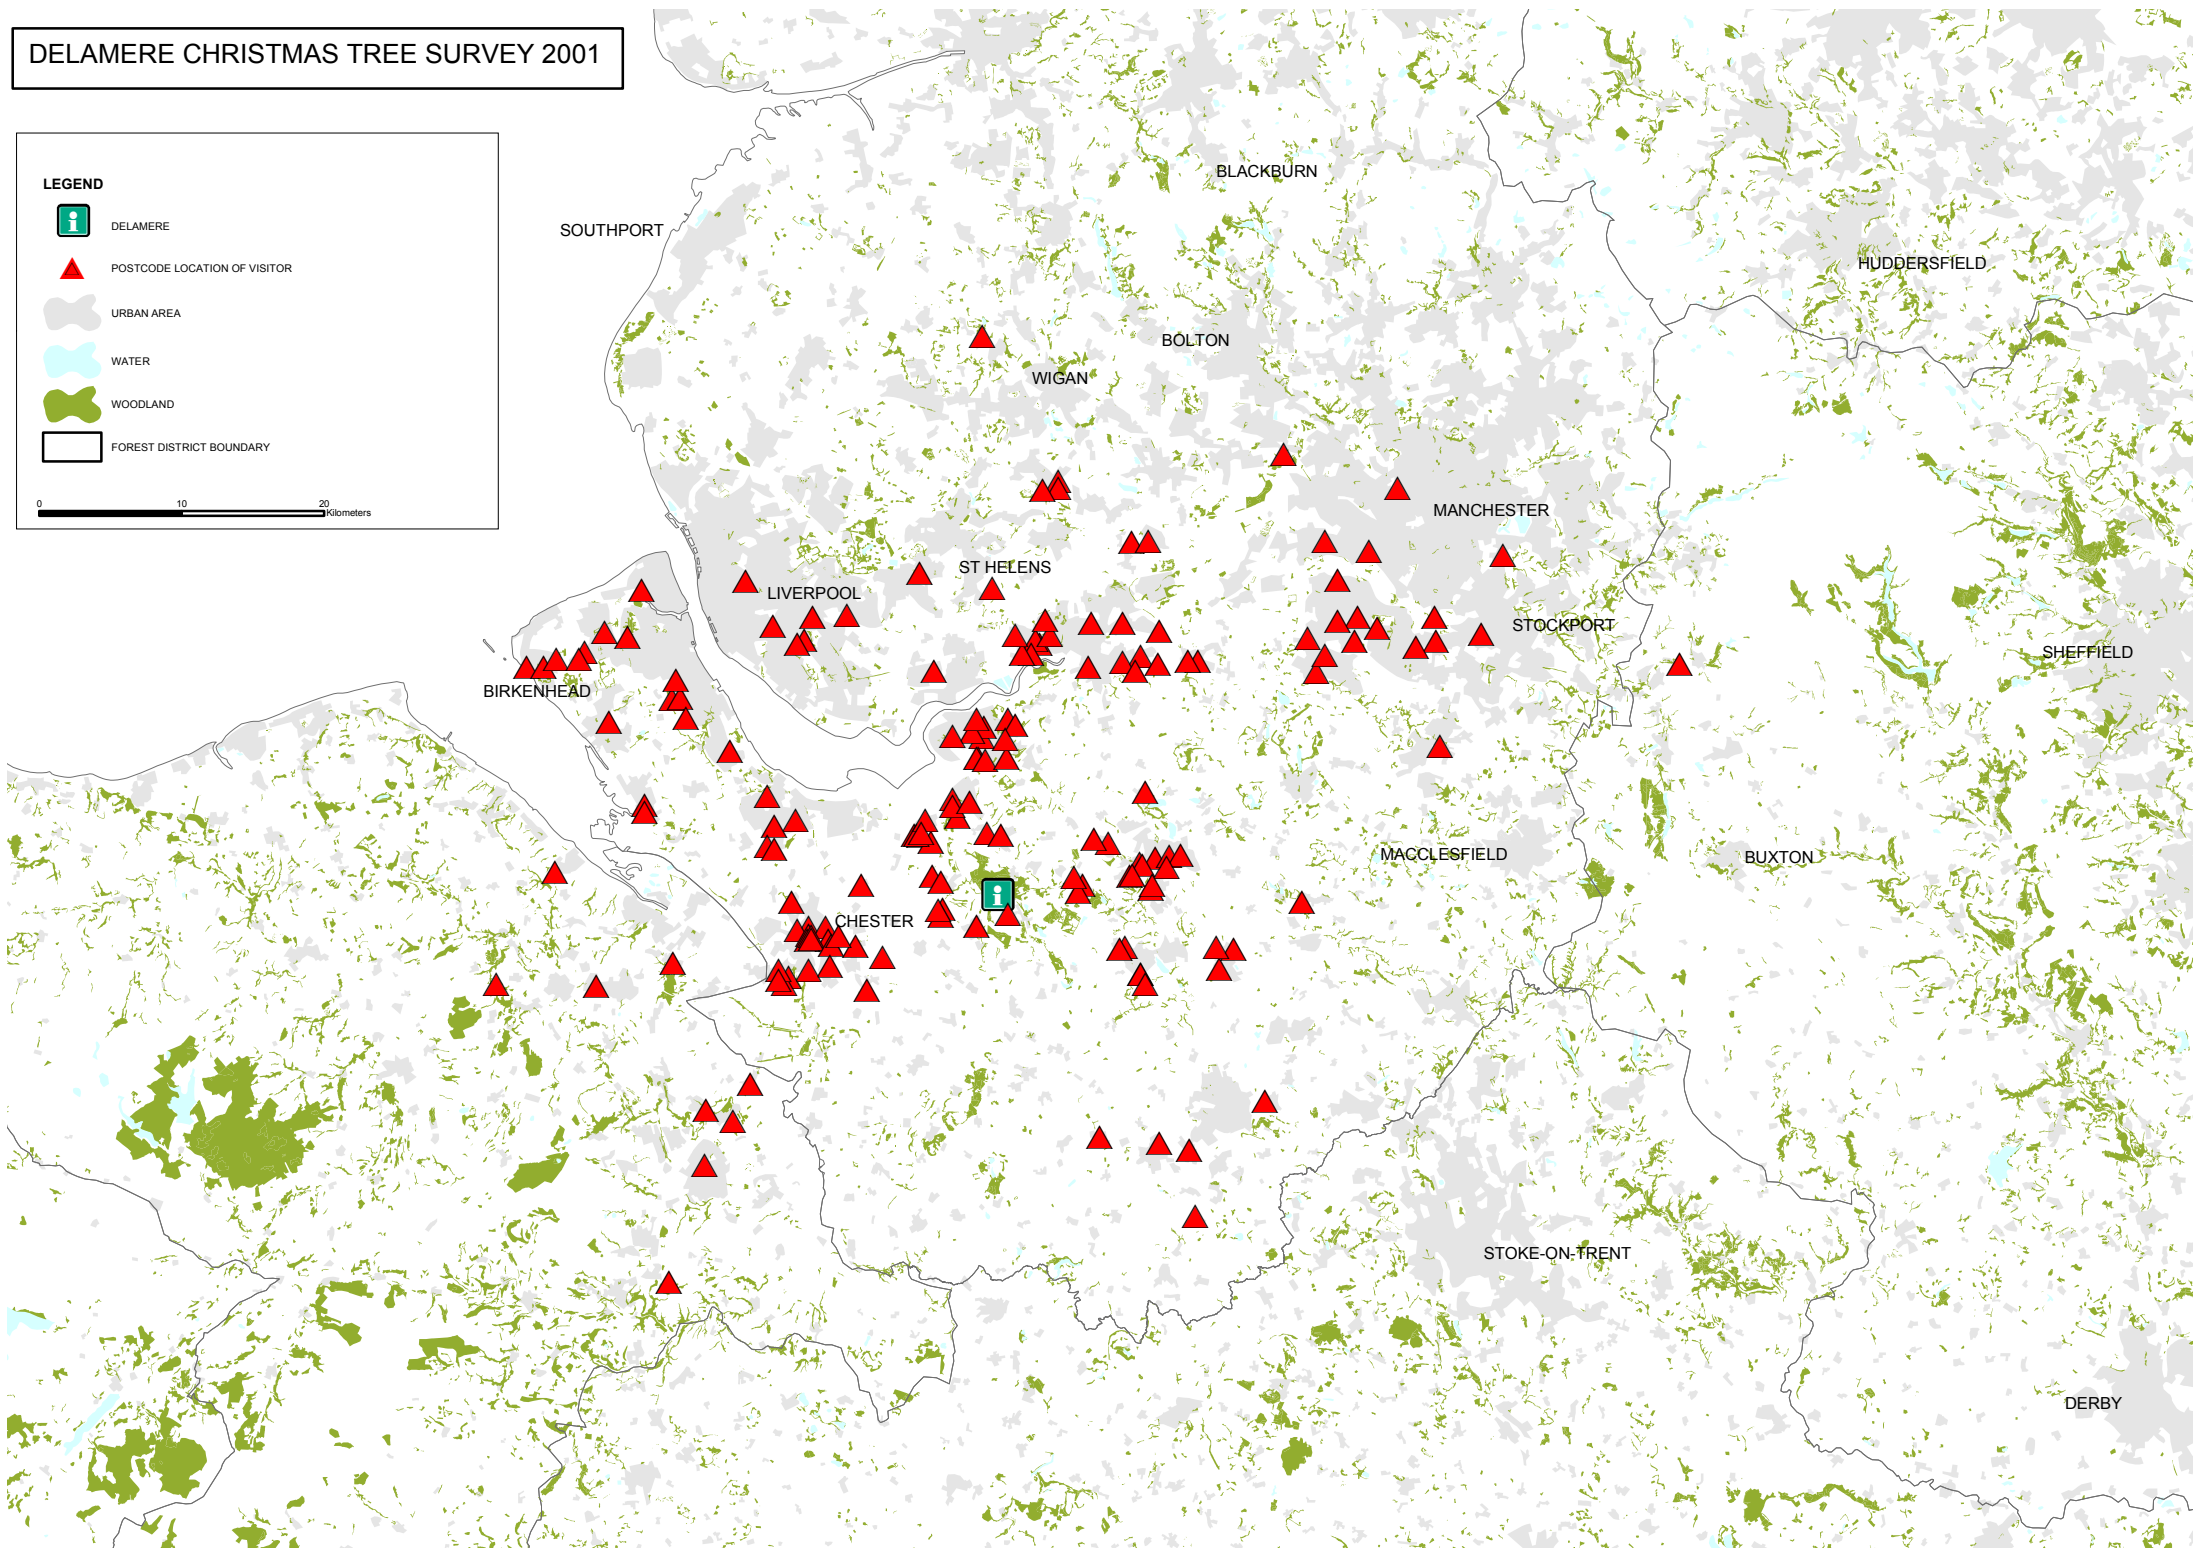 DELAMERE CHRISTMAS TREE SURVEY 2001
LEGEND
DELAMERE
POSTCODE LOCATION OF VISITOR
URBAN AREA
WATER
WOODLAND
FOREST DISTRICT BOUNDARY
0 10 20
Kilometers
BLACKBURN
SOUTHPORT
HUDDERSFIELD
BOLTON
WIGAN
MANCHESTER
ST HELENS
LIVERPOOL
STOCKPORT
SHEFFIELD
BIRKENHEAD
MACCLESFIELD
BUXTON
CHESTER
STOKE-ON-TRENT
DERBY